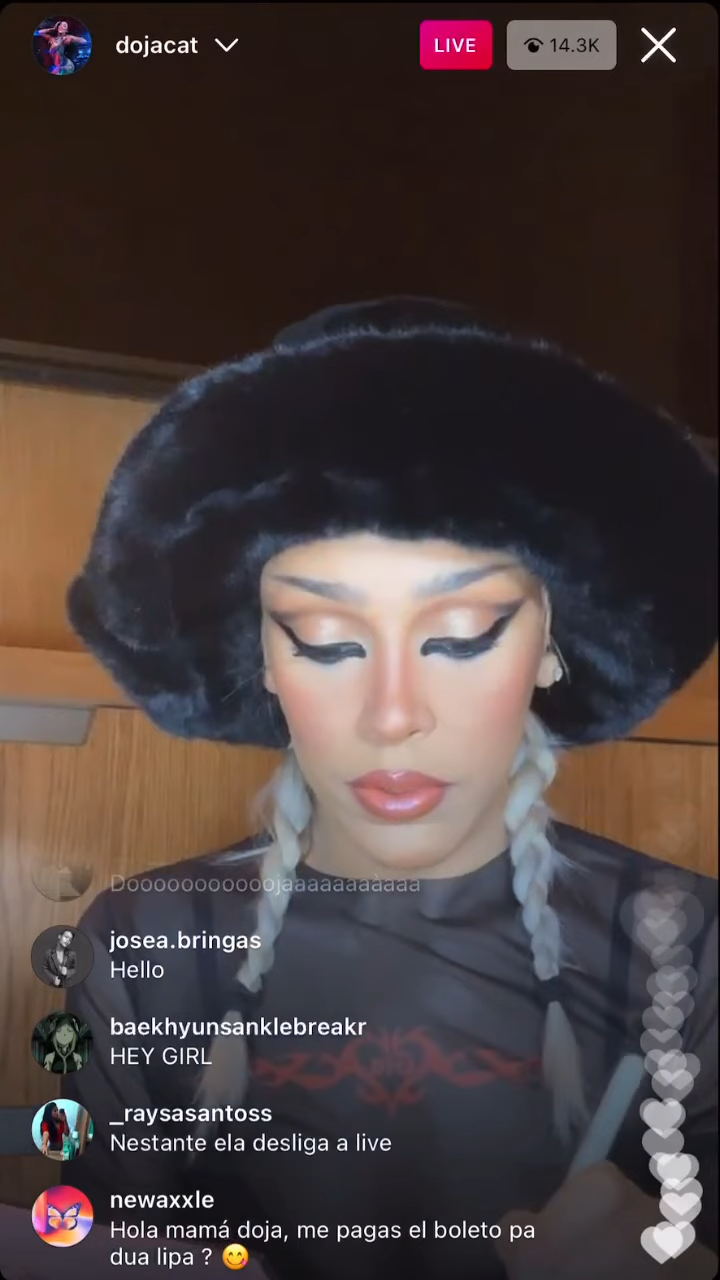 dojacat
LIVE
14.3K
Dooooooooooojaaaaaaaàaaa
josea.bringas
Hello
baekhyunsanklebreakr
HEY GIRL
_raysasantoss
Nestante ela desliga a live
newaxxle
Hola mamá doja, me pagas el boleto pa
dua lipa ? 😋